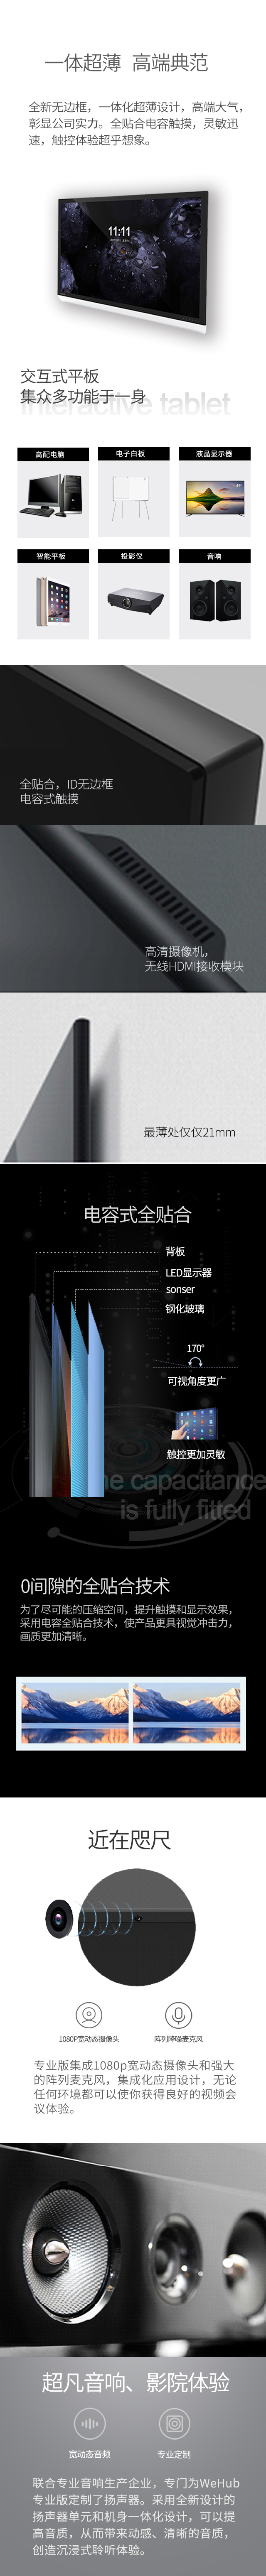 一体超薄 高端典范
全新无边框，一体化超薄设计，高端大气，
彰显公司实力。全贴合电容触摸，灵敏迅
速，触控体验超乎想象。
11:11
交互式平板
集众多功能于一身
Interactive tablet
高配电脑
电子白板
液晶显示器
智能平板
投影仪
音响
全贴合，ID无边框
电容式触摸
高清摄像机，
无线HDMI接收模块
最薄处仅仅21mm
电容式全贴合
背板
LED显示器
sonser
钢化玻璃
170°
可视角度更广
触控更加灵敏
he capacitance
is fully fitted
0间隙的全贴合技术
为了尽可能的压缩空间，提升触摸和显示效果，
采用电容全贴合技术，使产品更具视觉冲击力，
画质更加清晰。
近在咫尺
1080P宽动态摄像头
阵列降噪麦克风
专业版集成1080p宽动态摄像头和强大
的阵列麦克风，集成化应用设计，无论
任何环境都可以使你获得良好的视频会
议体验。
超凡音响、影院体验
宽动态音频
专业定制
联合专业音响生产企业，专门为WeHub
专业版定制了扬声器。采用全新设计的
扬声器单元和机身一体化设计，可以提
高音质，从而带来动感、清晰的音质，
创造沉浸式聆听体验。